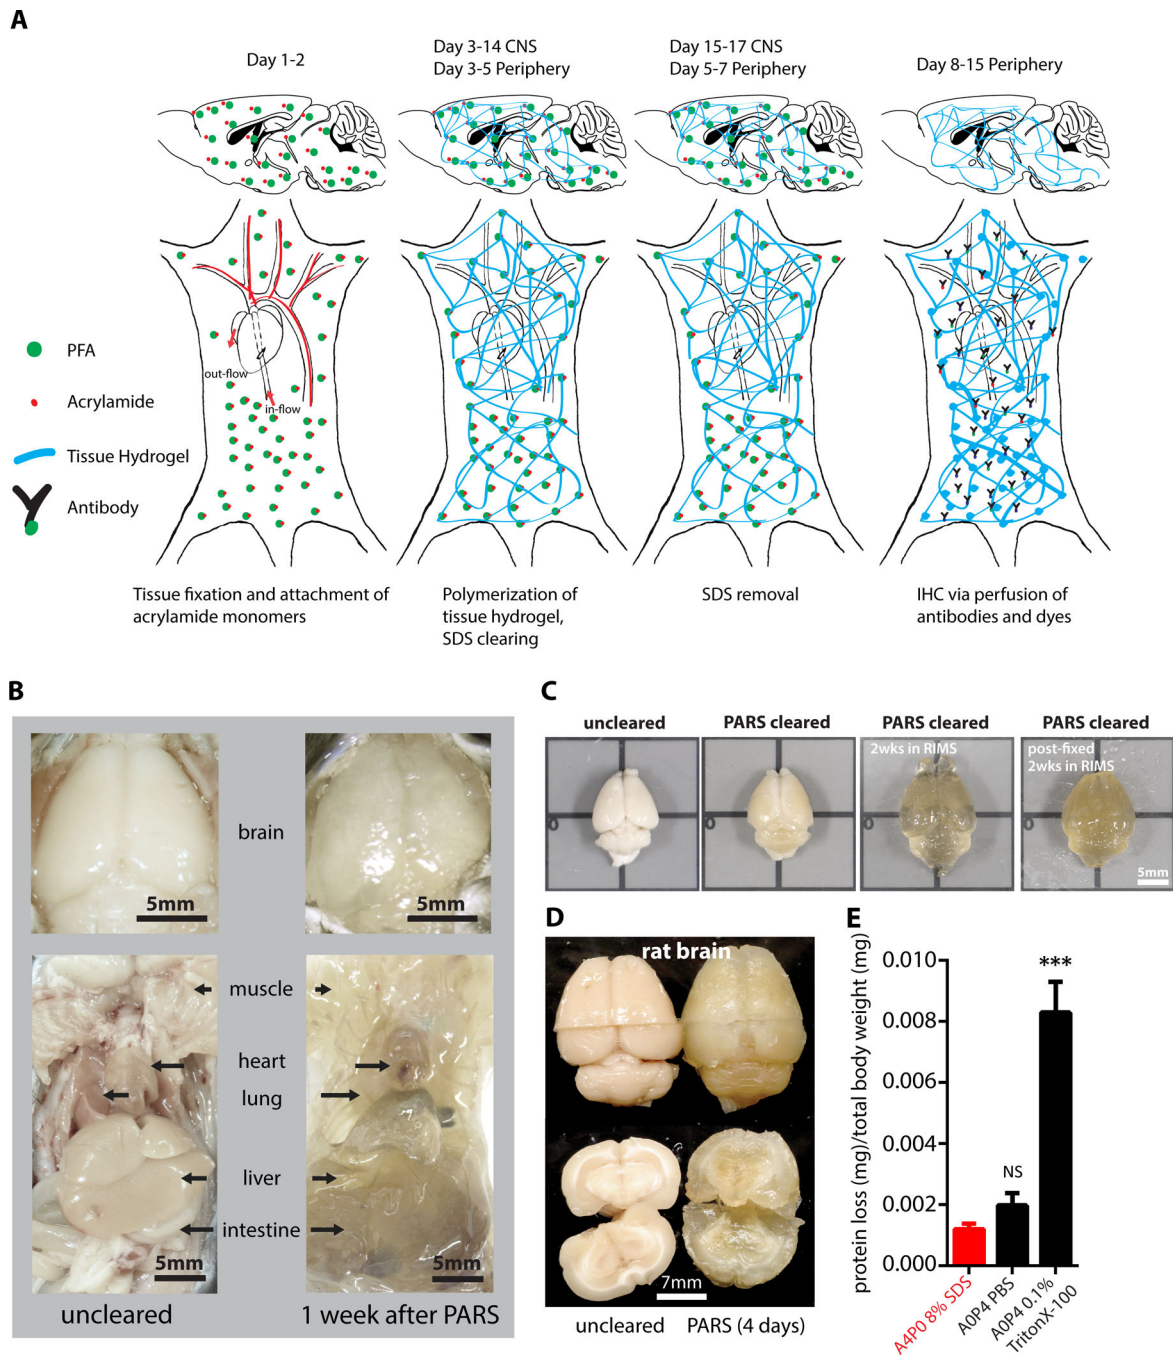 A
Day 1-2
Day 3-14 CNS
Day 3-5 Periphery
Day 15-17 CNS
Day 5-7 Periphery
Day 8-15 Periphery
PFA
Acrylamide
Tissue Hydrogel
Antibody
out-flow
in-flow
Tissue fixation and attachment of
acrylamide monomers
Polymerization of
tissue hydrogel,
SDS clearing
SDS removal
IHC via perfusion of
antibodies and dyes
B
brain
5mm
5mm
muscle
heart
lung
liver
intestine
5mm
5mm
uncleared
1 week after PARS
C
uncleared
PARS cleared
PARS cleared
PARS cleared
2wks in RIMS
post-fixed
2wks in RIMS
0
0
0
0
5mm
D
rat brain
7mm
uncleared
PARS (4 days)
E
protein loss (mg)/total body weight (mg)
0.010
0.008
0.006
0.004
0.002
0.000
NS
***
A4P0 8% SDS
A0P4 PBS
A0P4 0.1%
TritonX-100